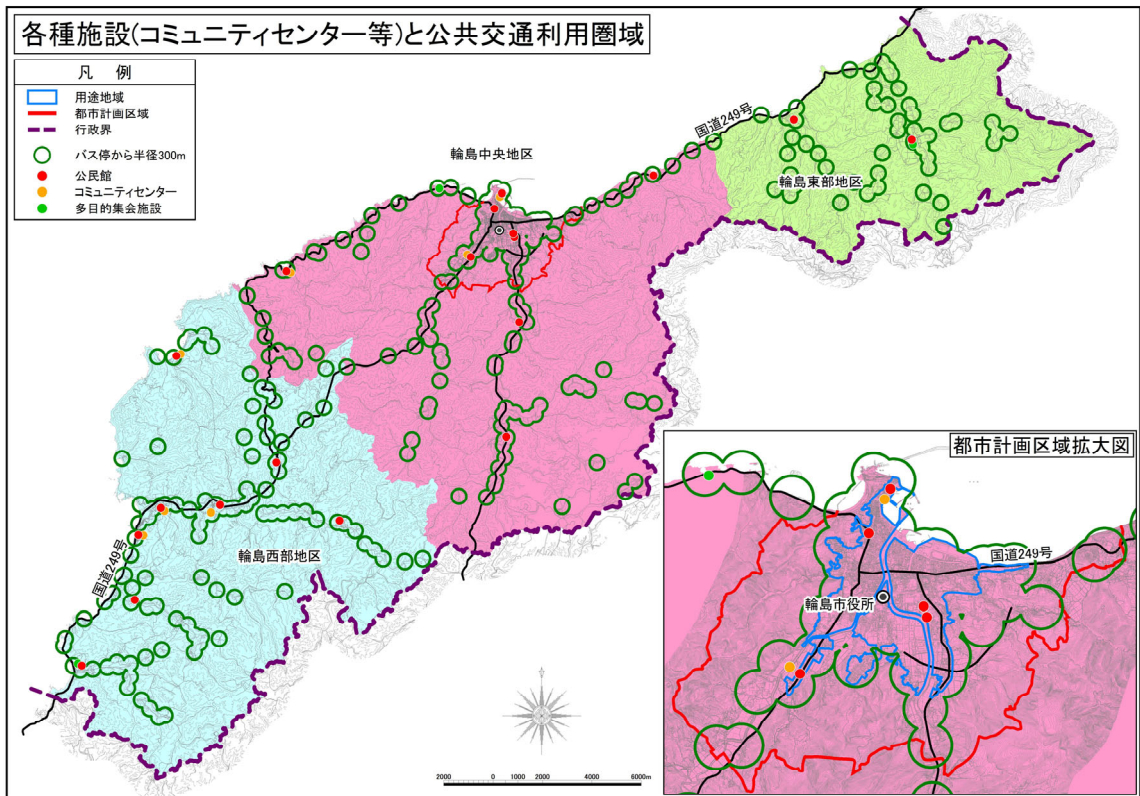 各種施設(コミュニティセンター等)と公共交通利用圏域
凡 例
用途地域
都市計画区域
行政界
バス停から半径300m
公民館
コミュニティセンター
多目的集会施設
国道249号
輪島中央地区
輪島東部地区
輪島西部地区
国道249号
都市計画区域拡大図
国道249号
輪島市役所
2000 0 2000 4000 6000m